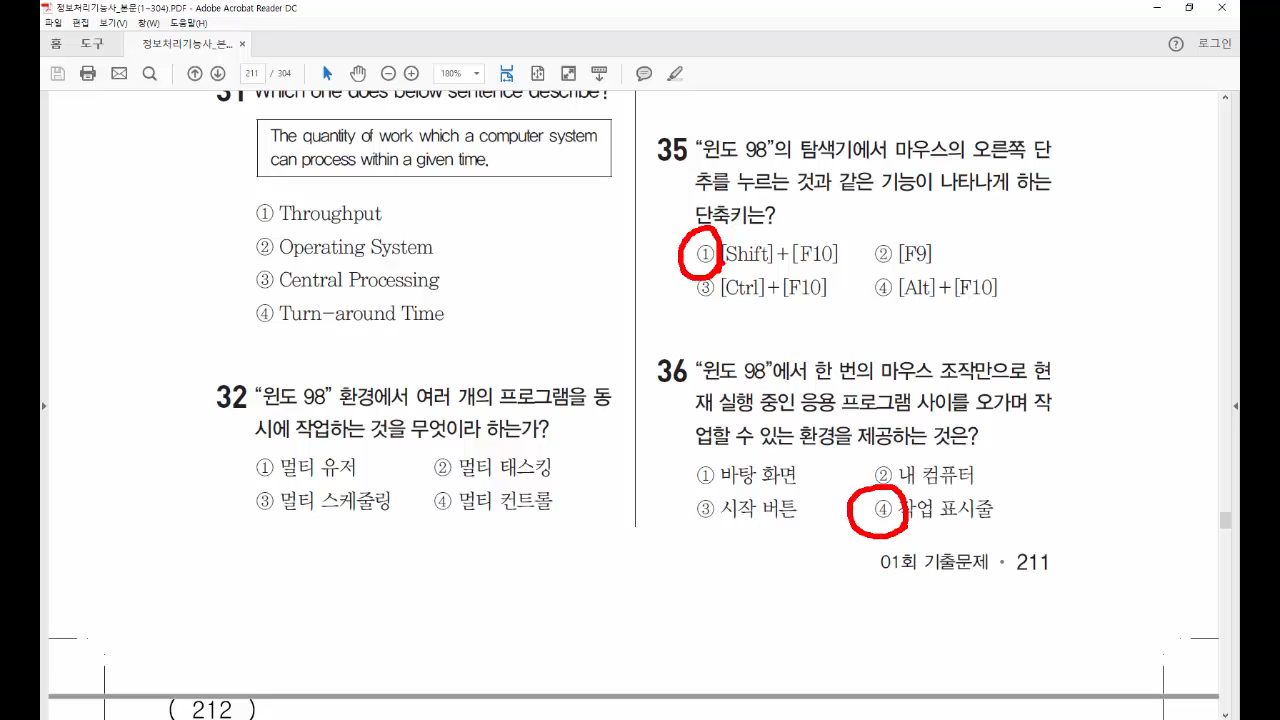 정보처리기능사_본문(1~304).PDF - Adobe Acrobat Reader DC
파일 편집 보기(V) 창(W) 도움말(H)
홈 도구 정보처리기능사_본... × 로그인
211 / 304 180%
31 Which one does below sentence describe?
The quantity of work which a computer system
can process within a given time.
① Throughput
② Operating System
③ Central Processing
④ Turn-around Time
32 “윈도 98” 환경에서 여러 개의 프로그램을 동
시에 작업하는 것을 무엇이라 하는가?
① 멀티 유저 ② 멀티 태스킹
③ 멀티 스케줄링 ④ 멀티 컨트롤
35 “윈도 98”의 탐색기에서 마우스의 오른쪽 단
추를 누르는 것과 같은 기능이 나타나게 하는
단축키는?
① [Shift]+[F10] ② [F9]
③ [Ctrl]+[F10] ④ [Alt]+[F10]
36 “윈도 98”에서 한 번의 마우스 조작만으로 현
재 실행 중인 응용 프로그램 사이를 오가며 작
업할 수 있는 환경을 제공하는 것은?
① 바탕 화면 ② 내 컴퓨터
③ 시작 버튼 ④ 작업 표시줄
01회 기출문제 • 211
( 212 )